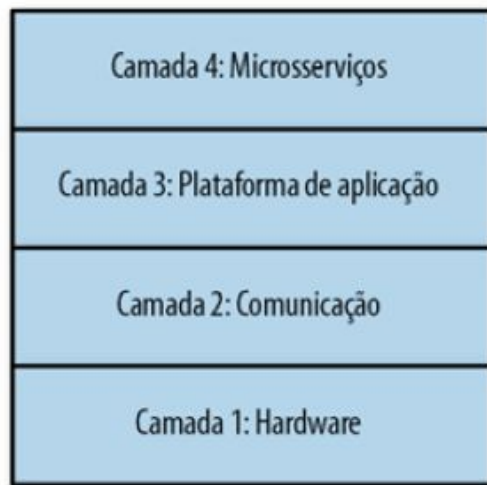 Camada 4: Microsserviços
Camada 3: Plataforma de aplicação
Camada 2: Comunicação
Camada 1: Hardware